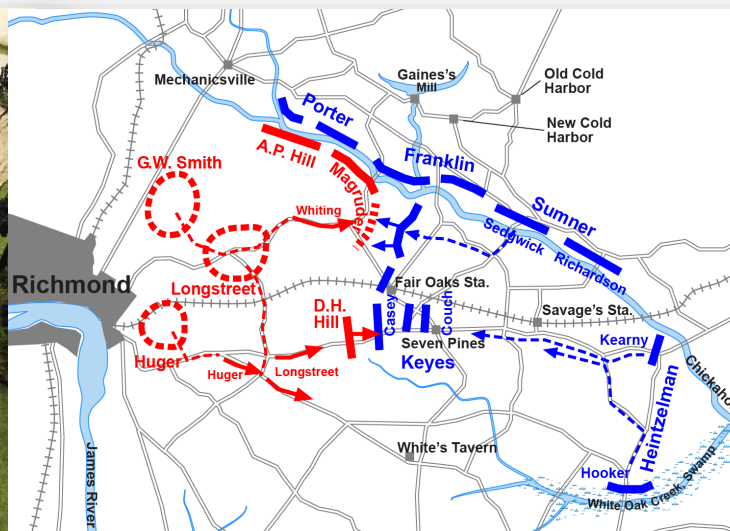 Mechanicsville
Gaines's
Mill
Old Cold
Harbor
New Cold
Harbor
Porter
A.P. Hill
Franklin
G.W. Smith
Magruder
Sumner
Whiting
Sedgwick
Richardson
Richmond
Longstreet
Fair Oaks Sta.
D.H.
Hill
Casey
Couch
Savage's Sta.
Seven Pines
Kearny
Huger
Huger
Longstreet
Keyes
Heintzelman
White's Tavern
Hooker
James River
White Oak Creek, Swamp